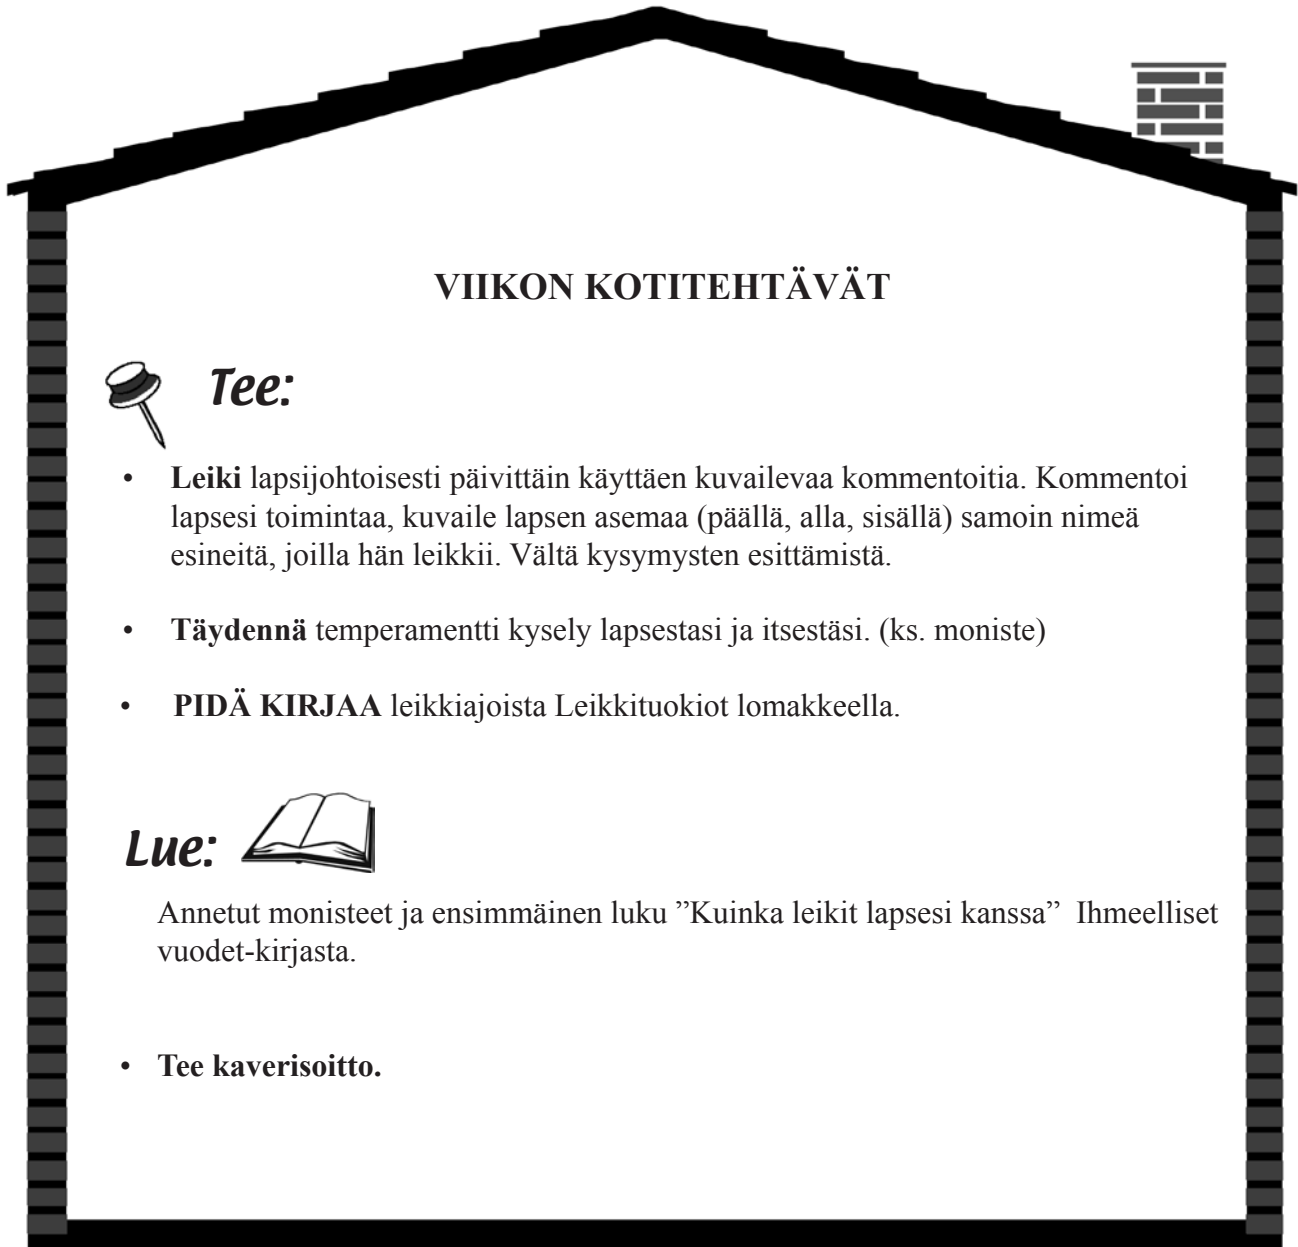 VIIKON KOTITEHTÄVÄT
Tee:
• Leiki lapsijohtoisesti päivittäin käyttäen kuvailevaa kommentoitia. Kommentoi
lapsesi toimintaa, kuvaile lapsen asemaa (päällä, alla, sisällä) samoin nimeä
esineitä, joilla hän leikkii. Vältä kysymysten esittämistä.
• Täydennä temperamentti kysely lapsestasi ja itsestäsi. (ks. moniste)
• PIDÄ KIRJAA leikkiajoista Leikkituokiot lomakkeella.
Lue:
Annetut monisteet ja ensimmäinen luku ”Kuinka leikit lapsesi kanssa” Ihmeelliset
vuodet-kirjasta.
• Tee kaverisoitto.